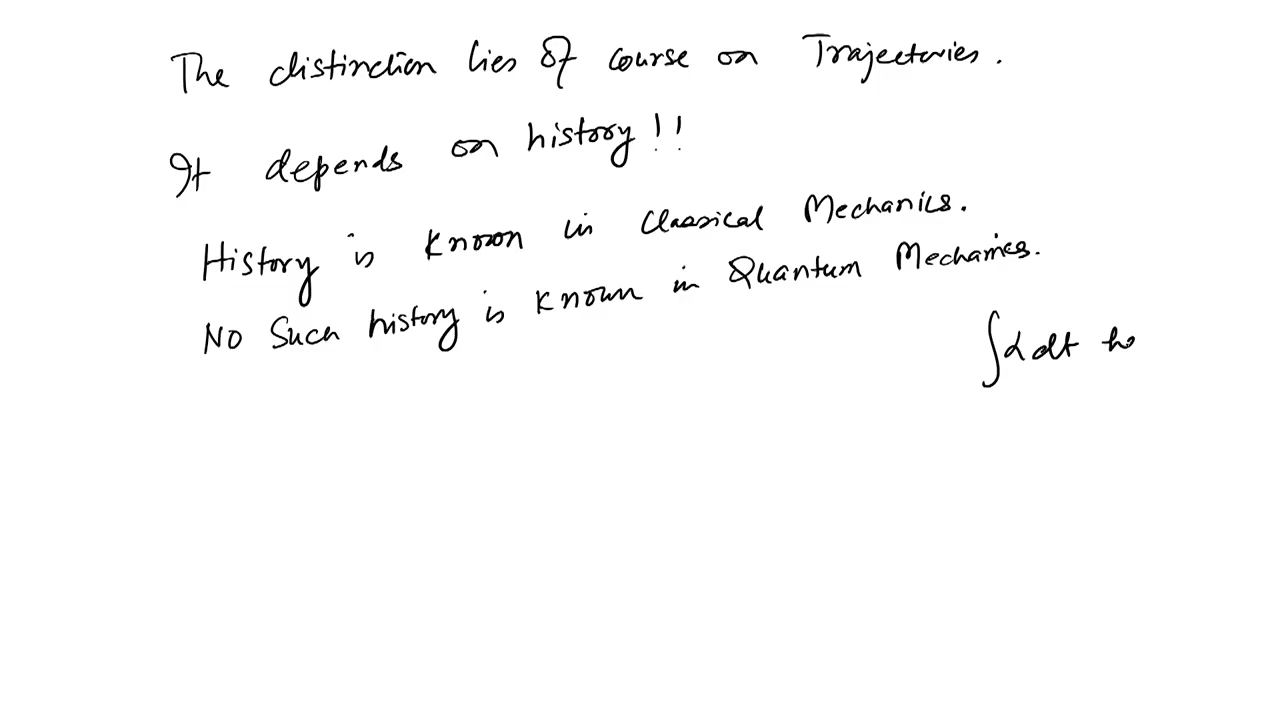 The distinction lies of course on Trajectories.
It depends on history!!
History is known in Classical Mechanics.
No Such history is known in Quantum Mechanics.
∫α dt